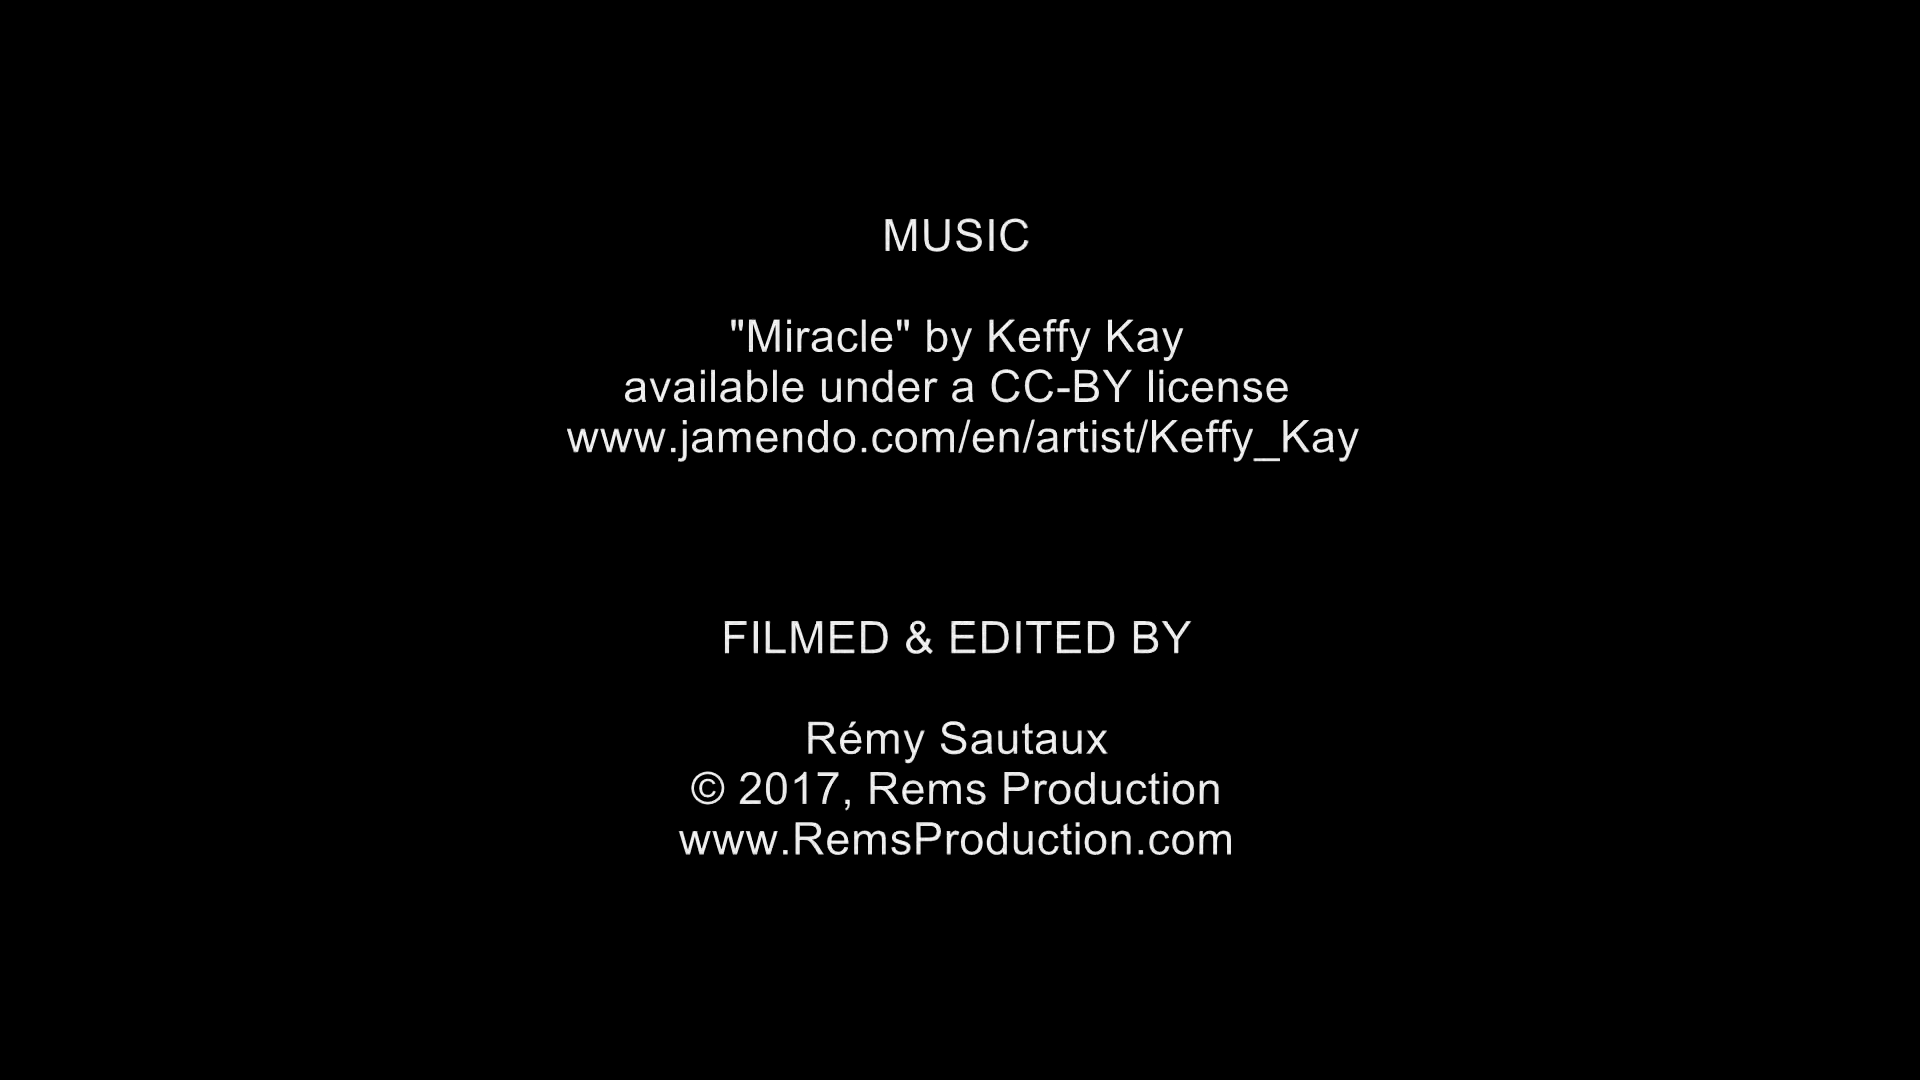 MUSIC
"Miracle" by Keffy Kay
available under a CC-BY license
www.jamendo.com/en/artist/Keffy_Kay
FILMED & EDITED BY
Rémy Sautaux
© 2017, Rems Production
www.RemsProduction.com